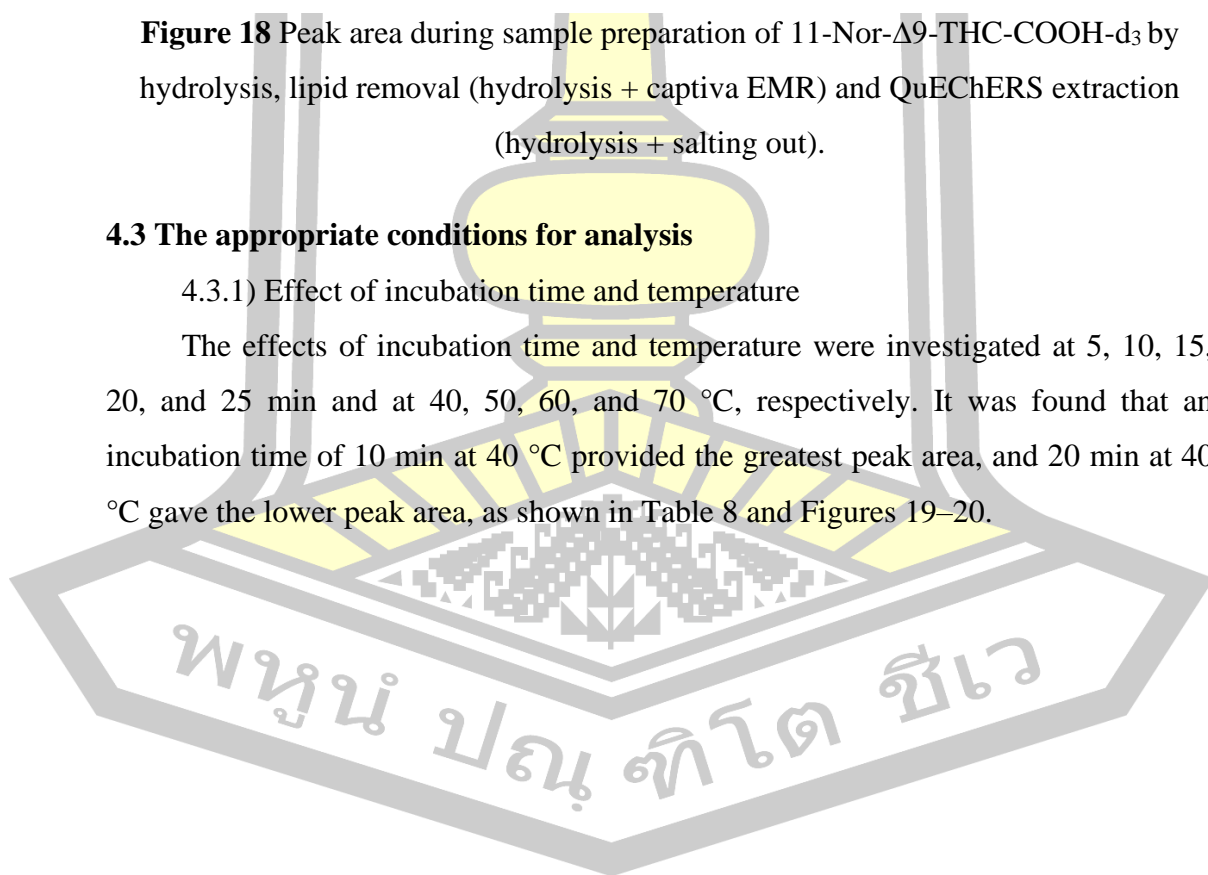 Figure 18 Peak area during sample preparation of 11-Nor-Δ9-THC-COOH-d₃ by
hydrolysis, lipid removal (hydrolysis + captiva EMR) and QuEChERS extraction
(hydrolysis + salting out).
4.3 The appropriate conditions for analysis
4.3.1) Effect of incubation time and temperature
The effects of incubation time and temperature were investigated at 5, 10, 15,
20, and 25 min and at 40, 50, 60, and 70 °C, respectively. It was found that an
incubation time of 10 min at 40 °C provided the greatest peak area, and 20 min at 40
°C gave the lower peak area, as shown in Table 8 and Figures 19–20.
พหูนํ ปณฺฑิโต ชีเว